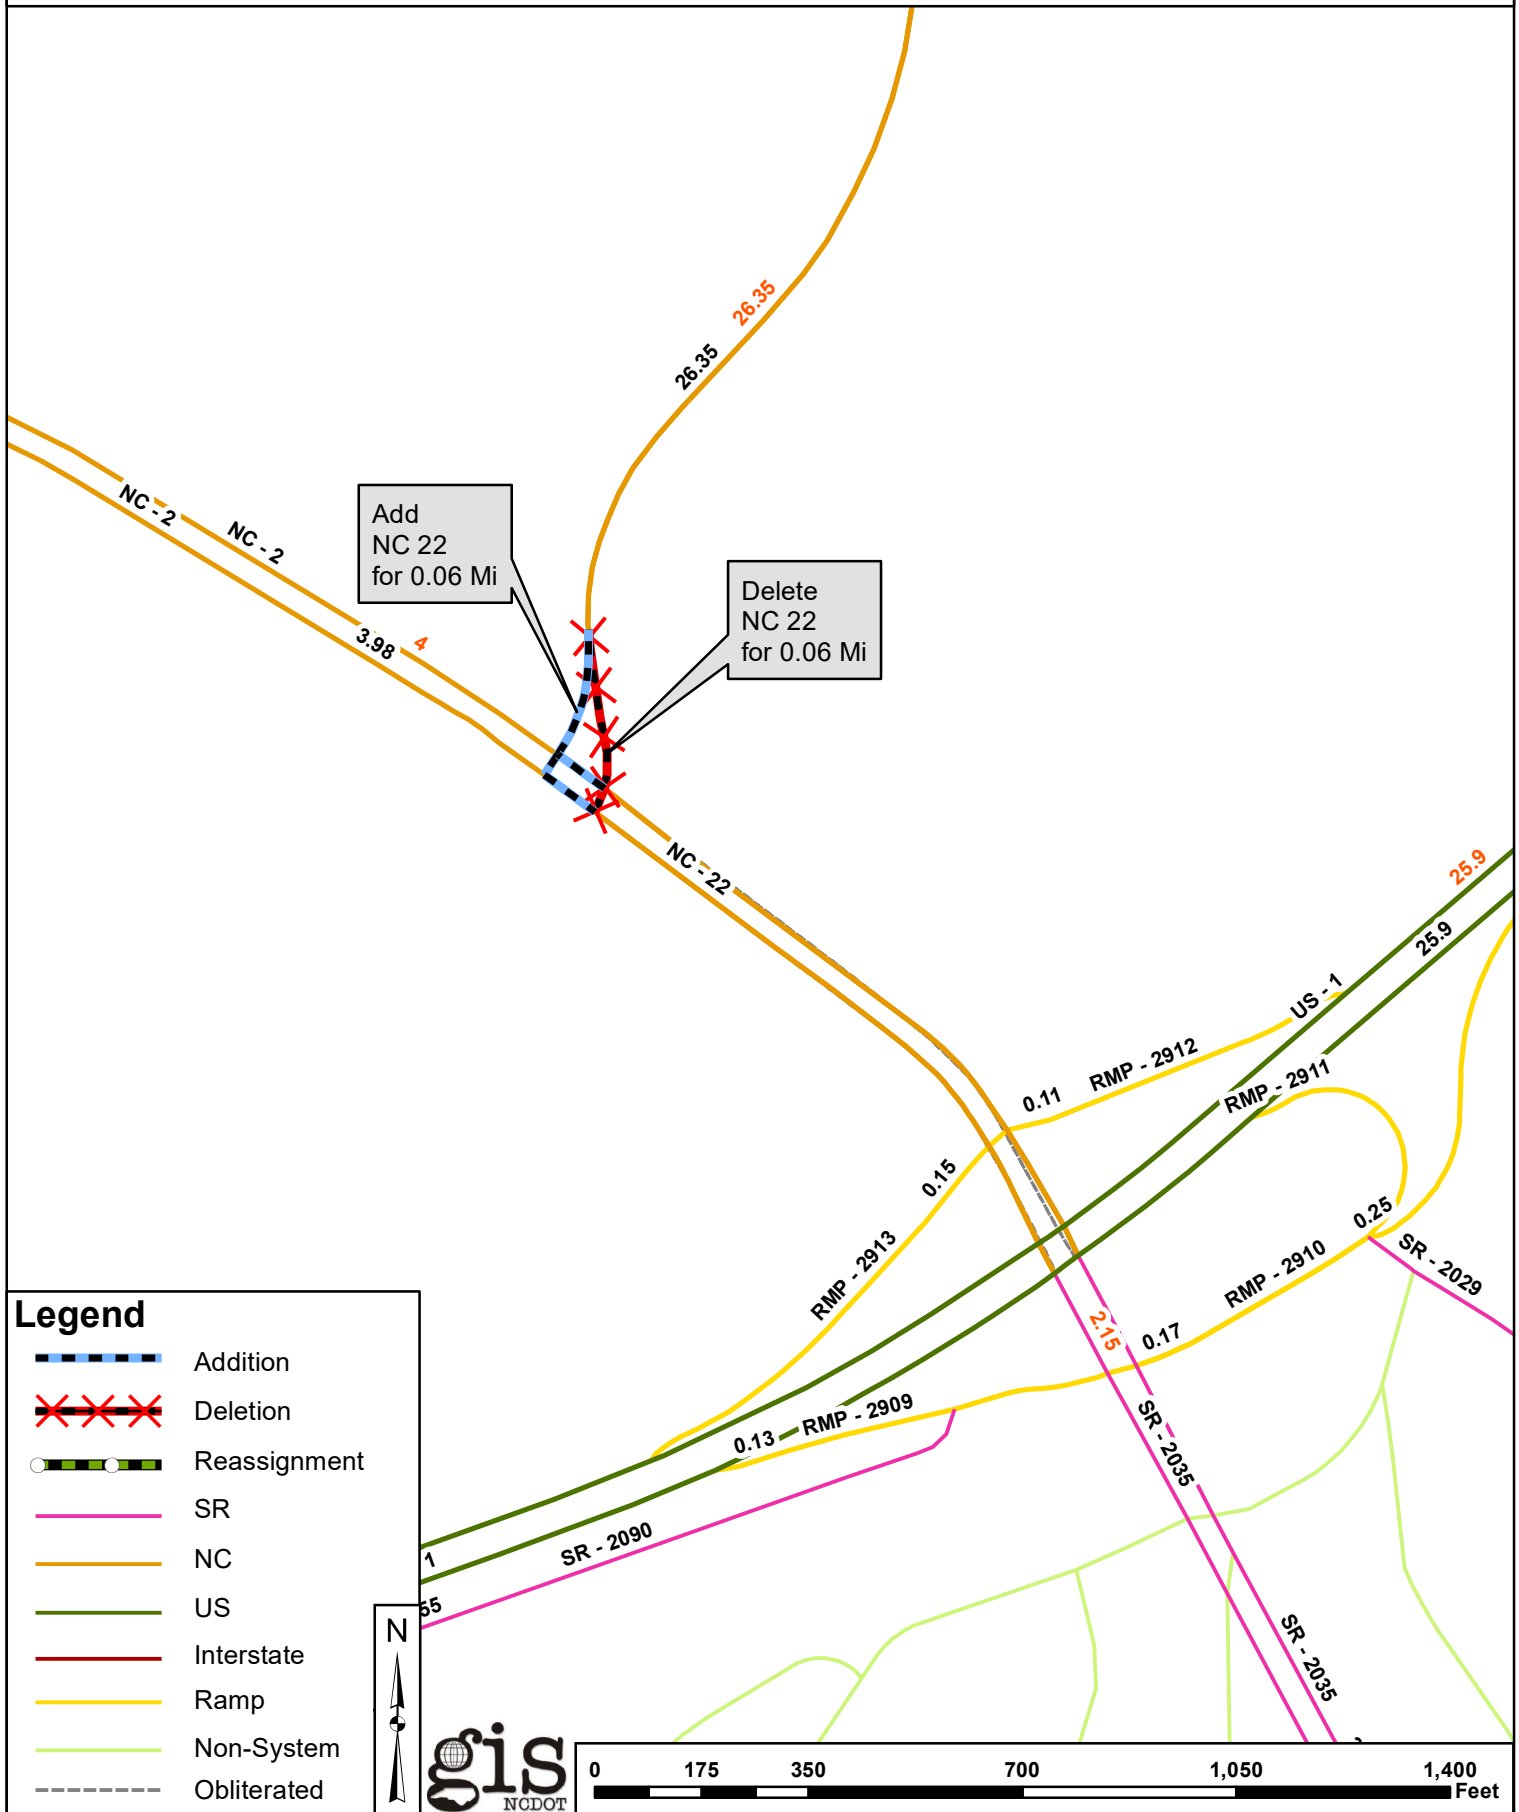 26.35
26.35
NC - 2
NC - 2
Add
NC 22
for 0.06 Mi
Delete
NC 22
for 0.06 Mi
3.98
4
NC - 22
25.9
25.9
US - 1
RMP - 2912
0.11
RMP - 2911
0.15
RMP - 2913
0.25
SR - 2029
RMP - 2910
2.15
0.17
RMP - 2909
0.13
SR - 2035
SR - 2090
1
55
SR - 2035
Legend
Addition
Deletion
Reassignment
SR
NC
US
Interstate
Ramp
Non-System
Obliterated
N
gis
NCDOT
0 175 350 700 1,050 1,400
Feet